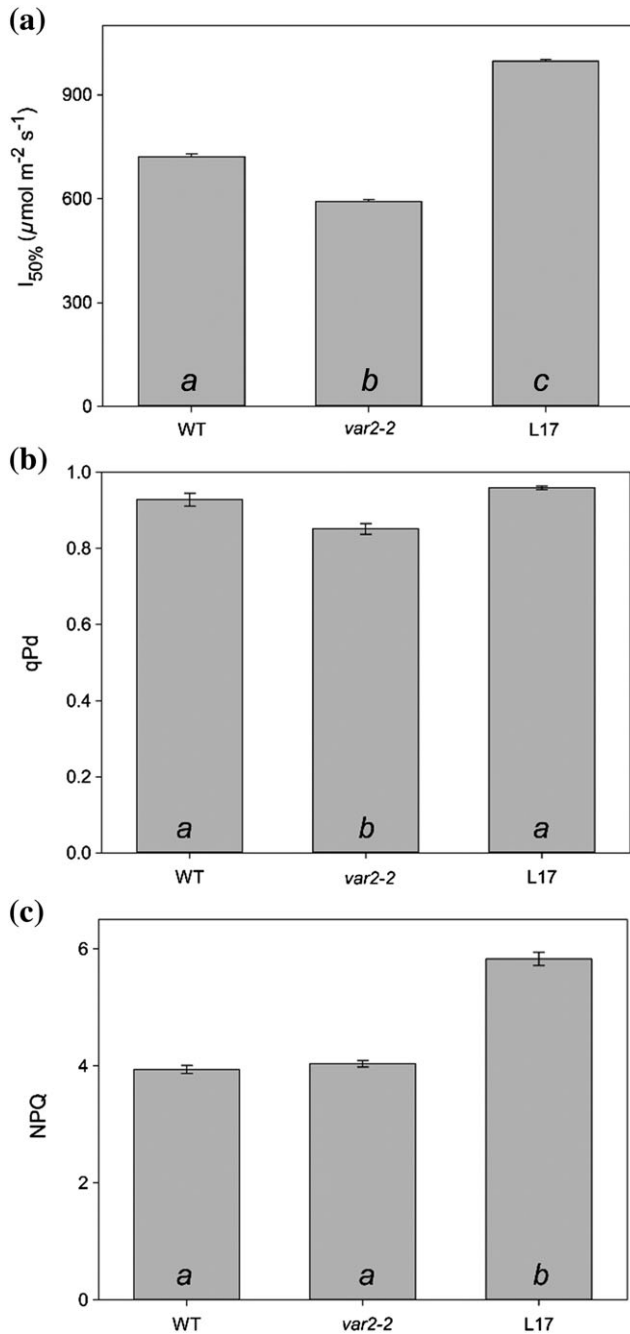 (a)
I50% (µmol m⁻² s⁻¹)
900
600
300
0
a b c
WT var2-2 L17
(b)
qPd
1.0
0.8
0.6
0.4
0.2
0.0
a b a
WT var2-2 L17
(c)
NPQ
6
4
2
0
a a b
WT var2-2 L17